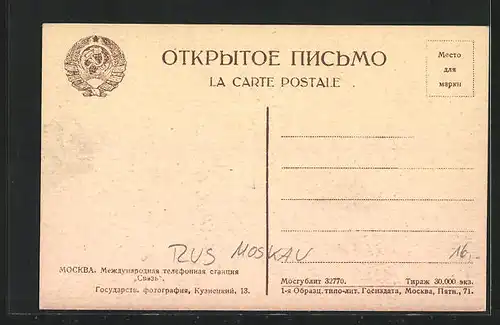 ОТКРЫТОЕ ПИСЬМО
LA CARTE POSTALE
Место
для
марки
RUS MOSKAU
16,-
МОСКВА. Международная телефонная станция
„Связь“.
Государств. фотография, Кузнецкий, 13.
Мосгублит 32770. Тираж 30.000 экз.
1-я Образц. типо-лит. Госиздата, Москва, Пятн., 71.